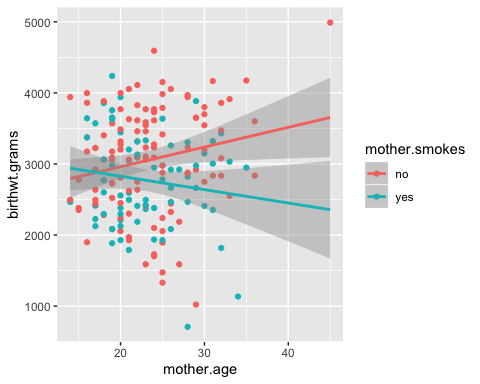 5000
4000
3000
2000
1000
birthwt.grams
20 30 40
mother.age
mother.smokes
no
yes